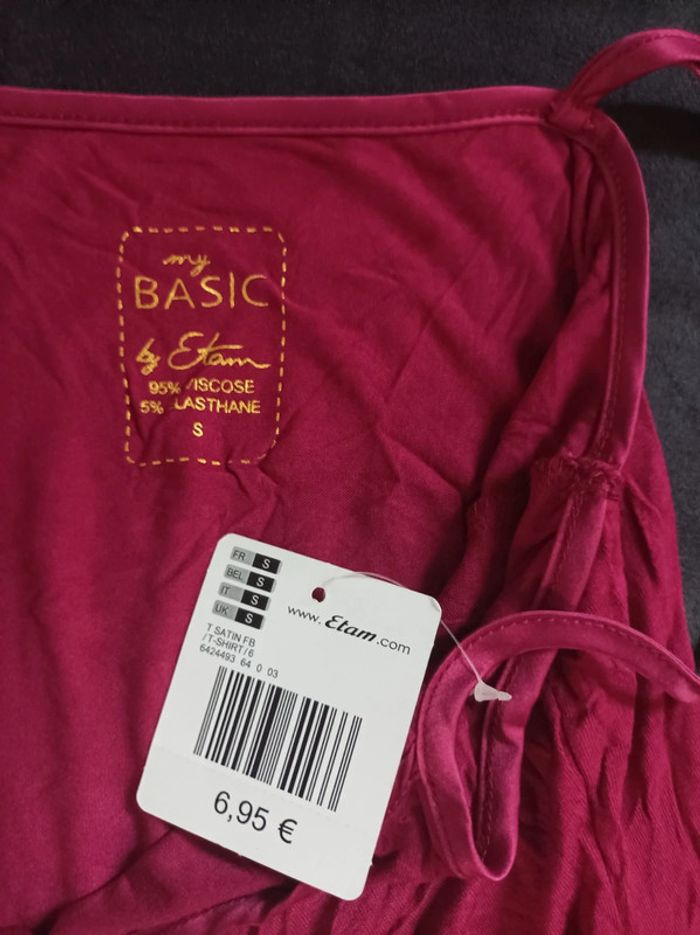 my
BASIC
by Etam
95% VISCOSE
5% ELASTHANE
S
FR S
BEL S
IT S
UK S
www.Etam.com
T SATIN FB
/T-SHIRT/6
6424493 64 0 03
6,95 €